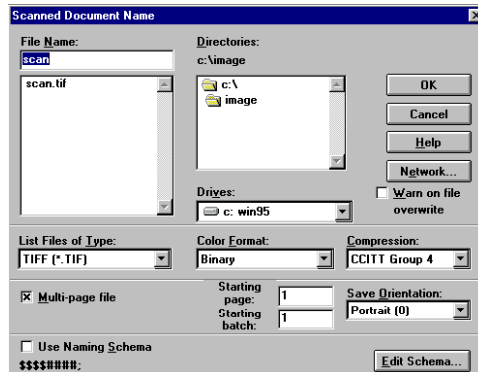 Scanned Document Name
File Name:
scan
scan.tif
Directories:
c:\image
c:\
image
OK
Cancel
Help
Network...
Warn on file
overwrite
Drives:
c: win95
List Files of Type:
TIFF (*.TIF)
Color Format:
Binary
Compression:
CCITT Group 4
Multi-page file
Starting
page:
1
Starting
batch:
1
Save Orientation:
Portrait (0)
Use Naming Schema
$$$$####;
Edit Schema...